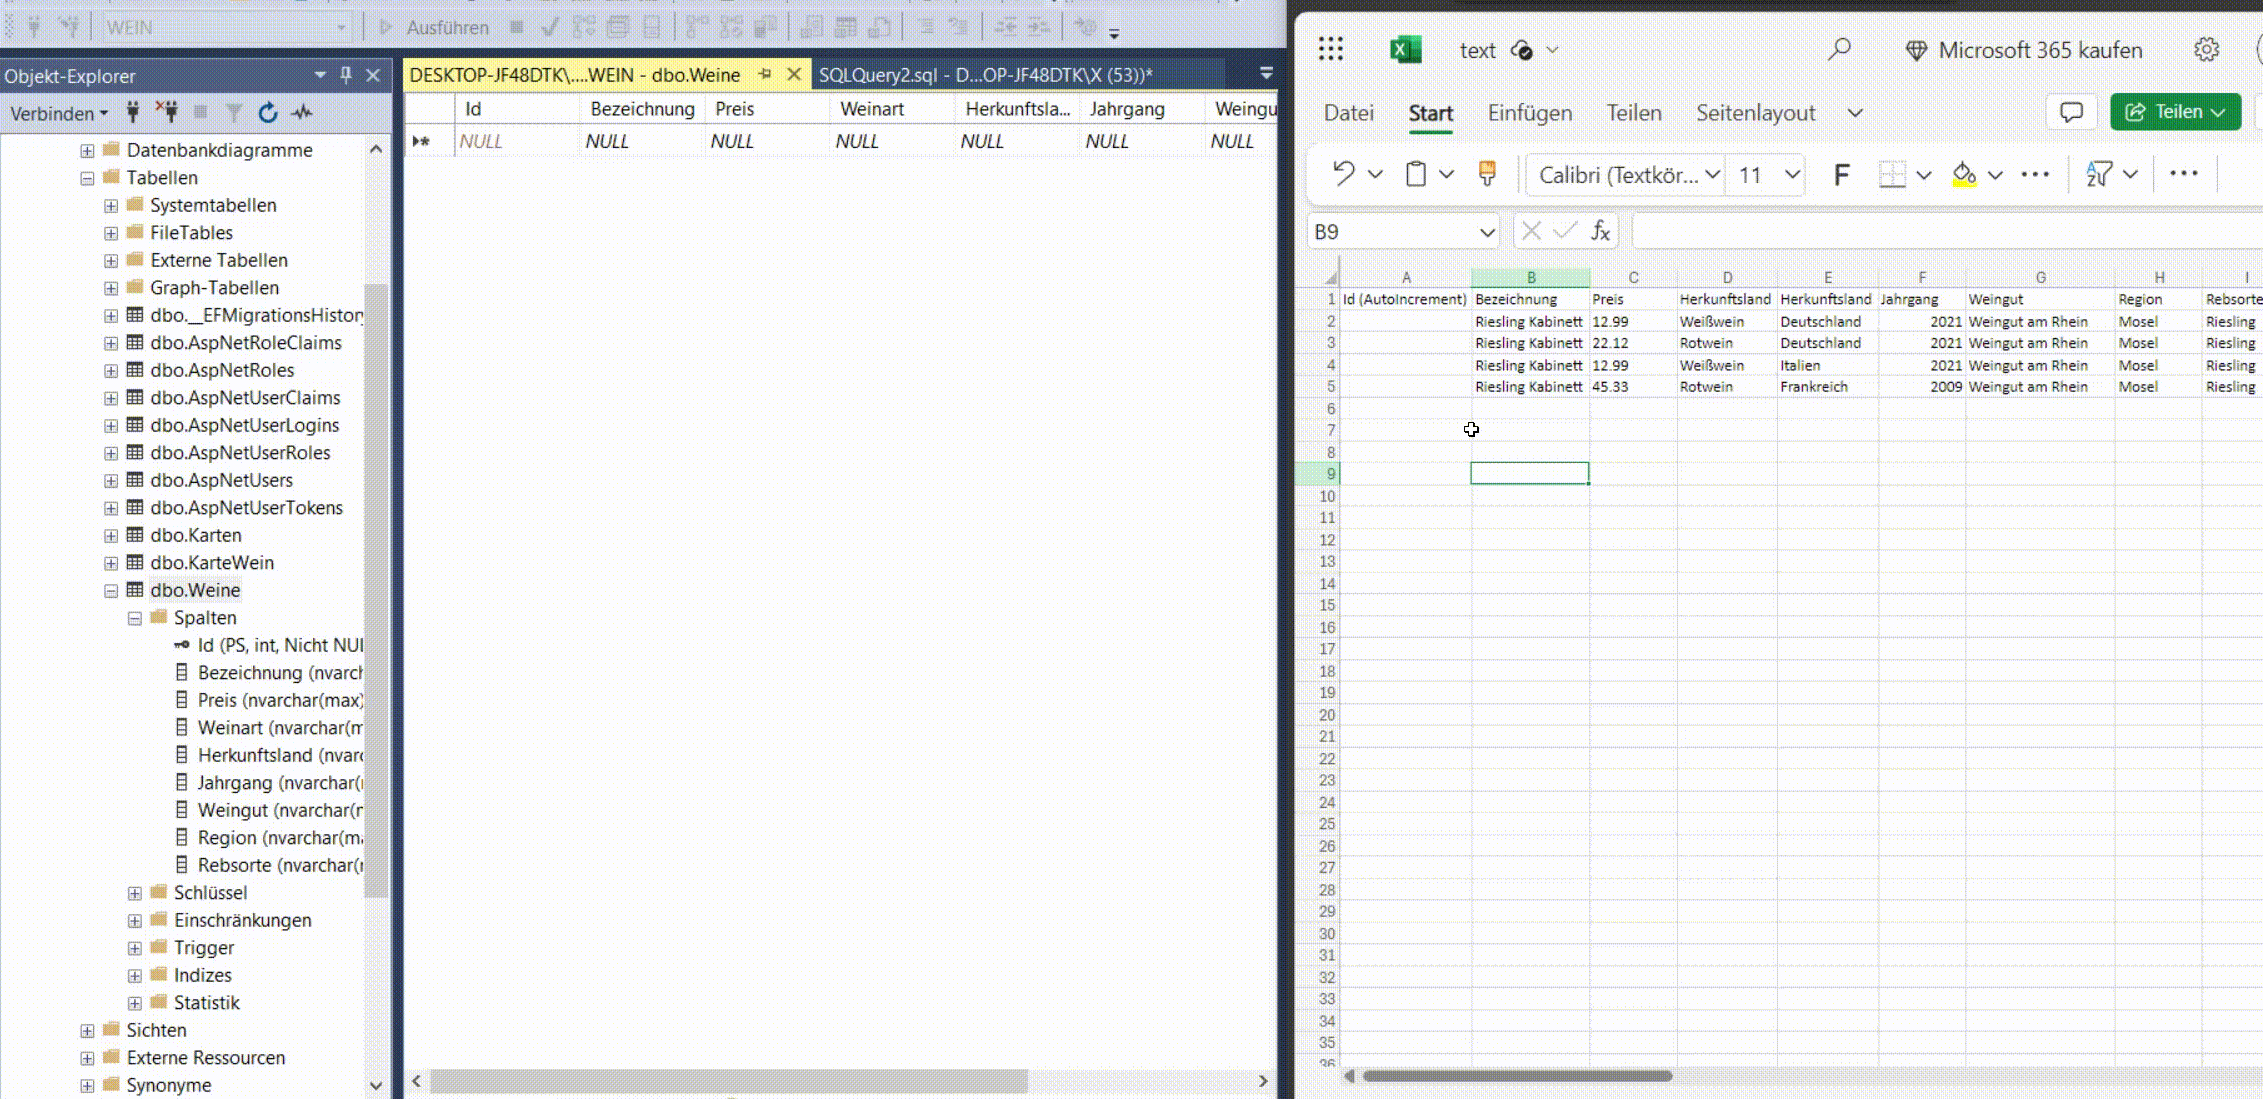 WEIN
Ausführen
Objekt-Explorer
Verbinden
Datenbankdiagramme
Tabellen
Systemtabellen
FileTables
Externe Tabellen
Graph-Tabellen
dbo.__EFMigrationsHistor
dbo.AspNetRoleClaims
dbo.AspNetRoles
dbo.AspNetUserClaims
dbo.AspNetUserLogins
dbo.AspNetUserRoles
dbo.AspNetUsers
dbo.AspNetUserTokens
dbo.Karten
dbo.KarteWein
dbo.Weine
Spalten
Id (PS, int, Nicht NUL
Bezeichnung (nvarch
Preis (nvarchar(max)
Weinart (nvarchar(m
Herkunftsland (nvarc
Jahrgang (nvarchar(
Weingut (nvarchar(r
Region (nvarchar(ma
Rebsorte (nvarchar(
Schlüssel
Einschränkungen
Trigger
Indizes
Statistik
Sichten
Externe Ressourcen
Synonyme
DESKTOP-JF48DTK\....WEIN - dbo.Weine
SQLQuery2.sql - D...OP-JF48DTK\X (53))*
Id Bezeichnung Preis Weinart Herkunftsla... Jahrgang Weingu
NULL NULL NULL NULL NULL NULL NULL
text
Microsoft 365 kaufen
Datei Start Einfügen Teilen Seitenlayout
Teilen
Calibri (Textkör... 11 F
B9 fx
A B C D E F G H I
1 Id (AutoIncrement) Bezeichnung Preis Herkunftsland Herkunftsland Jahrgang Weingut Region Rebsorte
2 Riesling Kabinett 12.99 Weißwein Deutschland 2021 Weingut am Rhein Mosel Riesling
3 Riesling Kabinett 22.12 Rotwein Deutschland 2021 Weingut am Rhein Mosel Riesling
4 Riesling Kabinett 12.99 Weißwein Italien 2021 Weingut am Rhein Mosel Riesling
5 Riesling Kabinett 45.33 Rotwein Frankreich 2009 Weingut am Rhein Mosel Riesling
6
7
8
9
10
11
12
13
14
15
16
17
18
19
20
21
22
23
24
25
26
27
28
29
30
31
32
33
34
35
36